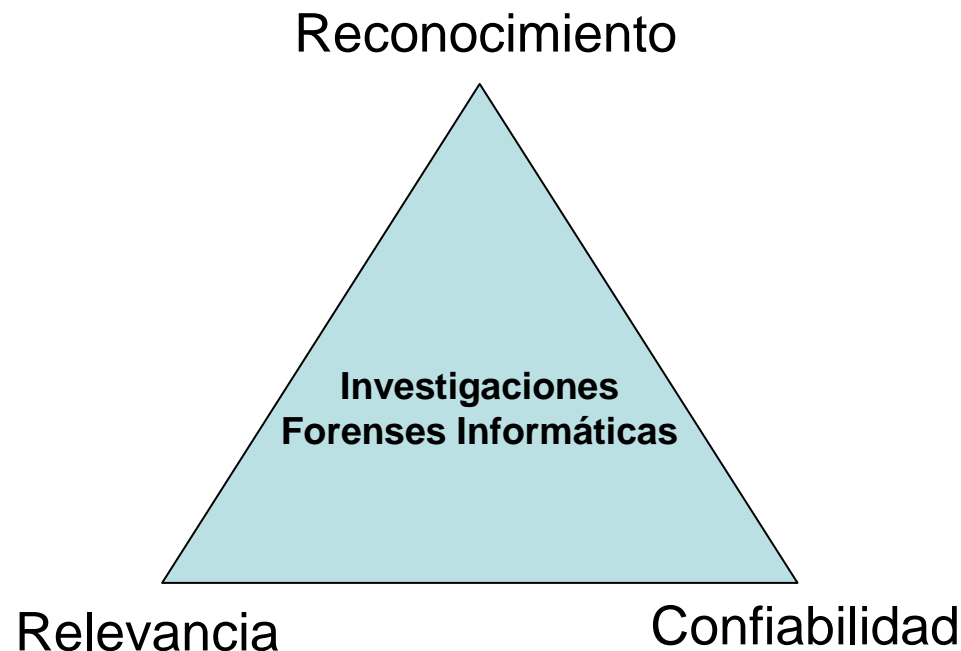 Reconocimiento
Investigaciones
Forenses Informáticas
Relevancia
Confiabilidad